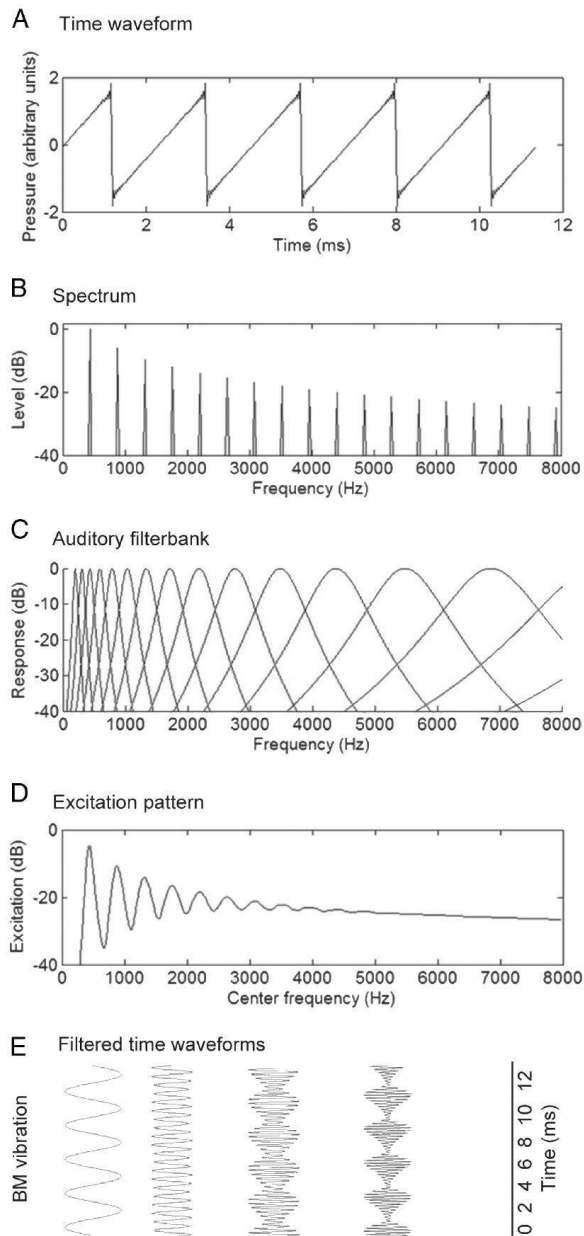 A Time waveform
Pressure (arbitrary units)
2
0
-2
0 2 4 6 8 10 12
Time (ms)
B Spectrum
Level (dB)
0
-20
-40
0 1000 2000 3000 4000 5000 6000 7000 8000
Frequency (Hz)
C Auditory filterbank
Response (dB)
0
-10
-20
-30
-40
0 1000 2000 3000 4000 5000 6000 7000 8000
Frequency (Hz)
D Excitation pattern
Excitation (dB)
0
-20
-40
0 1000 2000 3000 4000 5000 6000 7000 8000
Center frequency (Hz)
E Filtered time waveforms
BM vibration
0 2 4 6 8 10 12
Time (ms)